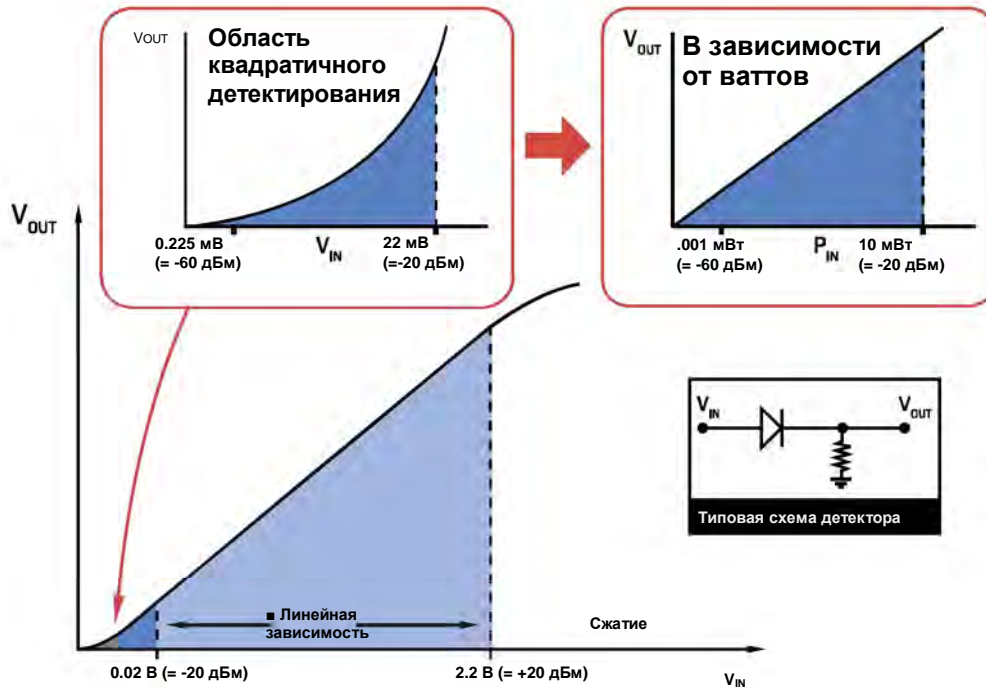 VOUT
Область
квадратичного
детектирования
0.225 мВ
(= -60 дБм)
VIN
22 мВ
(=-20 дБм)
VOUT
В зависимости
от ваттов
.001 мВт
(= -60 дБм)
PIN
10 мВт
(= -20 дБм)
VOUT
VIN
VOUT
Типовая схема детектора
■ Линейная
зависимость
Сжатие
0.02 В (= -20 дБм)
2.2 В (= +20 дБм)
VIN